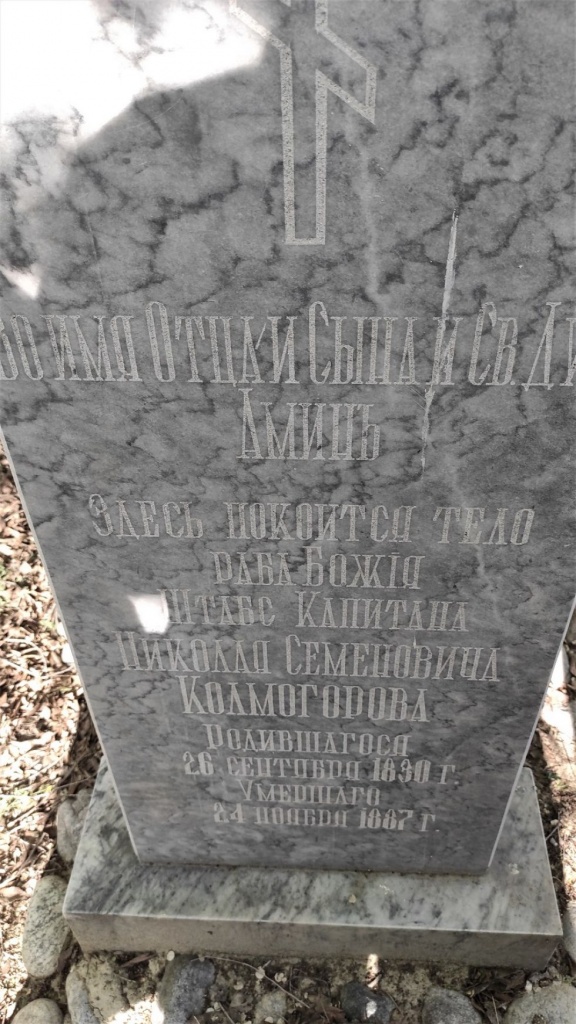 Во имя Отца и Сына и Св. Ду
Аминь
Здесь покоится тело
раба Божія
Штабс Капитана
Николая Семеновича
Колмогорова
Родившагося
26 сентября 1830 г
Умершаго
24 ноября 1887 г